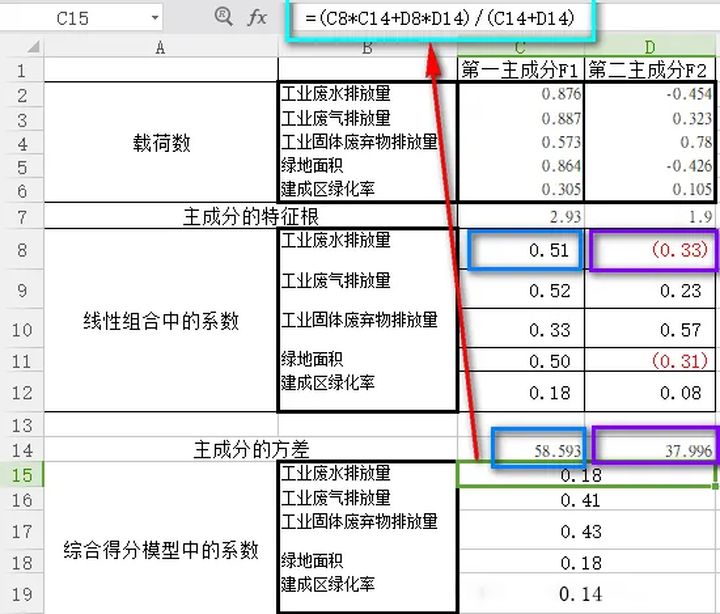 C15 fx =(C8*C14+D8*D14)/(C14+D14)
A B C D
1 第一主成分F1 第二主成分F2
2 工业废水排放量 0.876 -0.454
3 工业废气排放量 0.887 0.323
4 载荷数 工业固体废弃物排放量 0.573 0.78
5 绿地面积 0.864 -0.426
6 建成区绿化率 0.305 0.105
7 主成分的特征根 2.93 1.9
8 工业废水排放量 0.51 (0.33)
9 工业废气排放量 0.52 0.23
10 线性组合中的系数 工业固体废弃物排放量 0.33 0.57
11 绿地面积 0.50 (0.31)
12 建成区绿化率 0.18 0.08
13
14 主成分的方差 58.593 37.996
15 工业废水排放量 0.18
16 工业废气排放量 0.41
17 综合得分模型中的系数 工业固体废弃物排放量 0.43
18 绿地面积 0.18
19 建成区绿化率 0.14